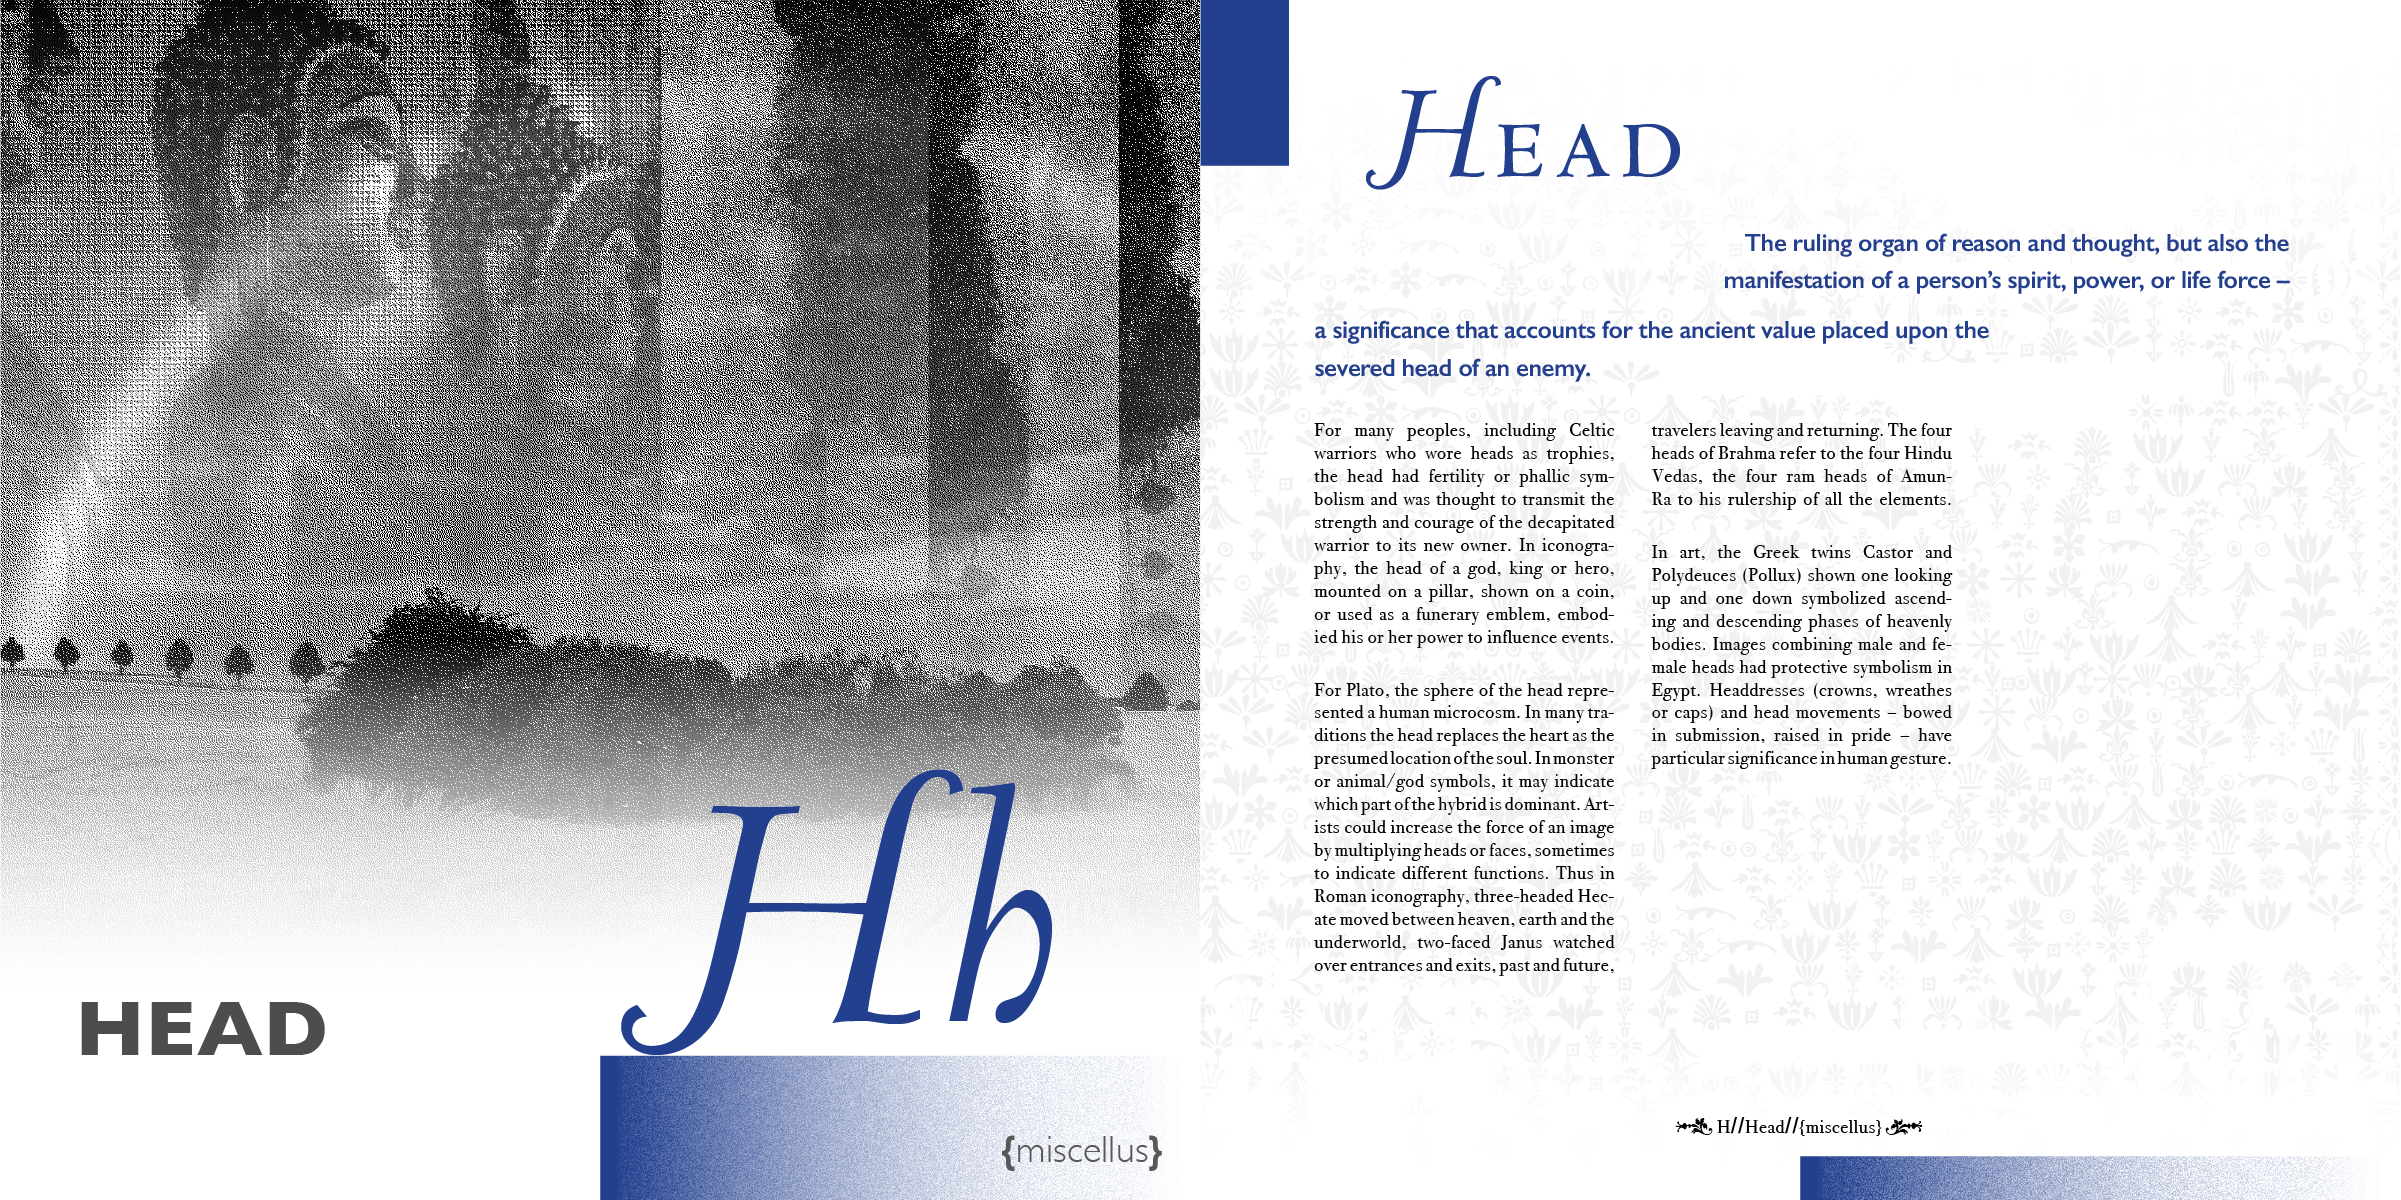 Hh
HEAD
{miscellus}
HEAD
The ruling organ of reason and thought, but also the
manifestation of a person’s spirit, power, or life force –
a significance that accounts for the ancient value placed upon the
severed head of an enemy.
For many peoples, including Celtic
warriors who wore heads as trophies,
the head had fertility or phallic sym-
bolism and was thought to transmit the
strength and courage of the decapitated
warrior to its new owner. In iconogra-
phy, the head of a god, king or hero,
mounted on a pillar, shown on a coin,
or used as a funerary emblem, embod-
ied his or her power to influence events.
For Plato, the sphere of the head repre-
sented a human microcosm. In many tra-
ditions the head replaces the heart as the
presumed location of the soul. In monster
or animal/god symbols, it may indicate
which part of the hybrid is dominant. Art-
ists could increase the force of an image
by multiplying heads or faces, sometimes
to indicate different functions. Thus in
Roman iconography, three-headed Hec-
ate moved between heaven, earth and the
underworld, two-faced Janus watched
over entrances and exits, past and future,
travelers leaving and returning. The four
heads of Brahma refer to the four Hindu
Vedas, the four ram heads of Amun-
Ra to his rulership of all the elements.
In art, the Greek twins Castor and
Polydeuces (Pollux) shown one looking
up and one down symbolized ascend-
ing and descending phases of heavenly
bodies. Images combining male and fe-
male heads had protective symbolism in
Egypt. Headdresses (crowns, wreathes
or caps) and head movements – bowed
in submission, raised in pride – have
particular significance in human gesture.
H//Head//{miscellus}